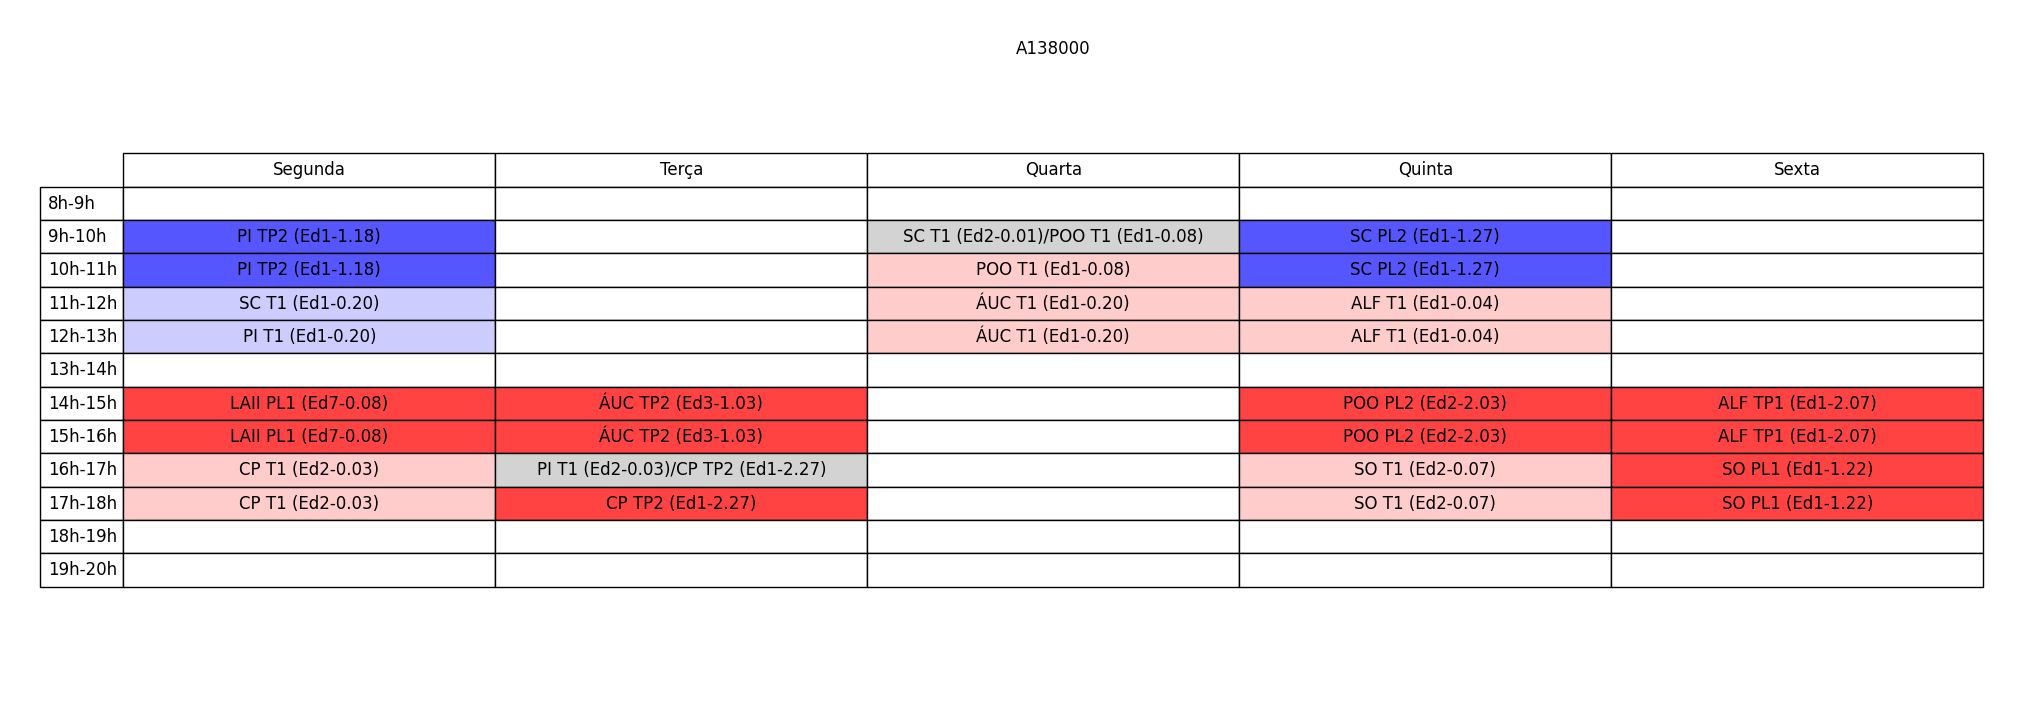 A138000
Segunda Terça Quarta Quinta Sexta
8h-9h
9h-10h PI TP2 (Ed1-1.18) SC T1 (Ed2-0.01)/POO T1 (Ed1-0.08) SC PL2 (Ed1-1.27)
10h-11h PI TP2 (Ed1-1.18) POO T1 (Ed1-0.08) SC PL2 (Ed1-1.27)
11h-12h SC T1 (Ed1-0.20) ÁUC T1 (Ed1-0.20) ALF T1 (Ed1-0.04)
12h-13h PI T1 (Ed1-0.20) ÁUC T1 (Ed1-0.20) ALF T1 (Ed1-0.04)
13h-14h
14h-15h LAII PL1 (Ed7-0.08) ÁUC TP2 (Ed3-1.03) POO PL2 (Ed2-2.03) ALF TP1 (Ed1-2.07)
15h-16h LAII PL1 (Ed7-0.08) ÁUC TP2 (Ed3-1.03) POO PL2 (Ed2-2.03) ALF TP1 (Ed1-2.07)
16h-17h CP T1 (Ed2-0.03) PI T1 (Ed2-0.03)/CP TP2 (Ed1-2.27) SO T1 (Ed2-0.07) SO PL1 (Ed1-1.22)
17h-18h CP T1 (Ed2-0.03) CP TP2 (Ed1-2.27) SO T1 (Ed2-0.07) SO PL1 (Ed1-1.22)
18h-19h
19h-20h